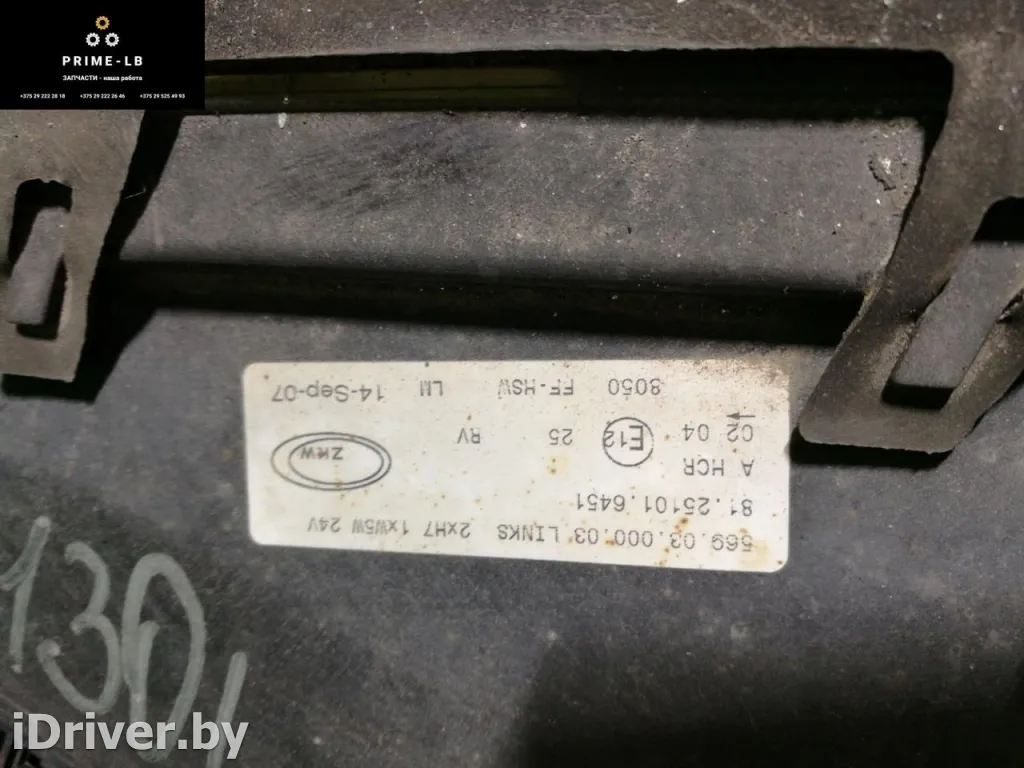 PRIME-LB
ЗАПЧАСТИ - наша работа
+375 29 222 28 18 +375 29 222 26 46 +375 29 525 49 93
569.03.000.03 LINKS 2xH7 1xW5W 24V
81.25101.6451
A HCR
02 04 E12 25 RV
8050 FF-HSW LM 14-Sep-07
ZKW
130
iDriver.by